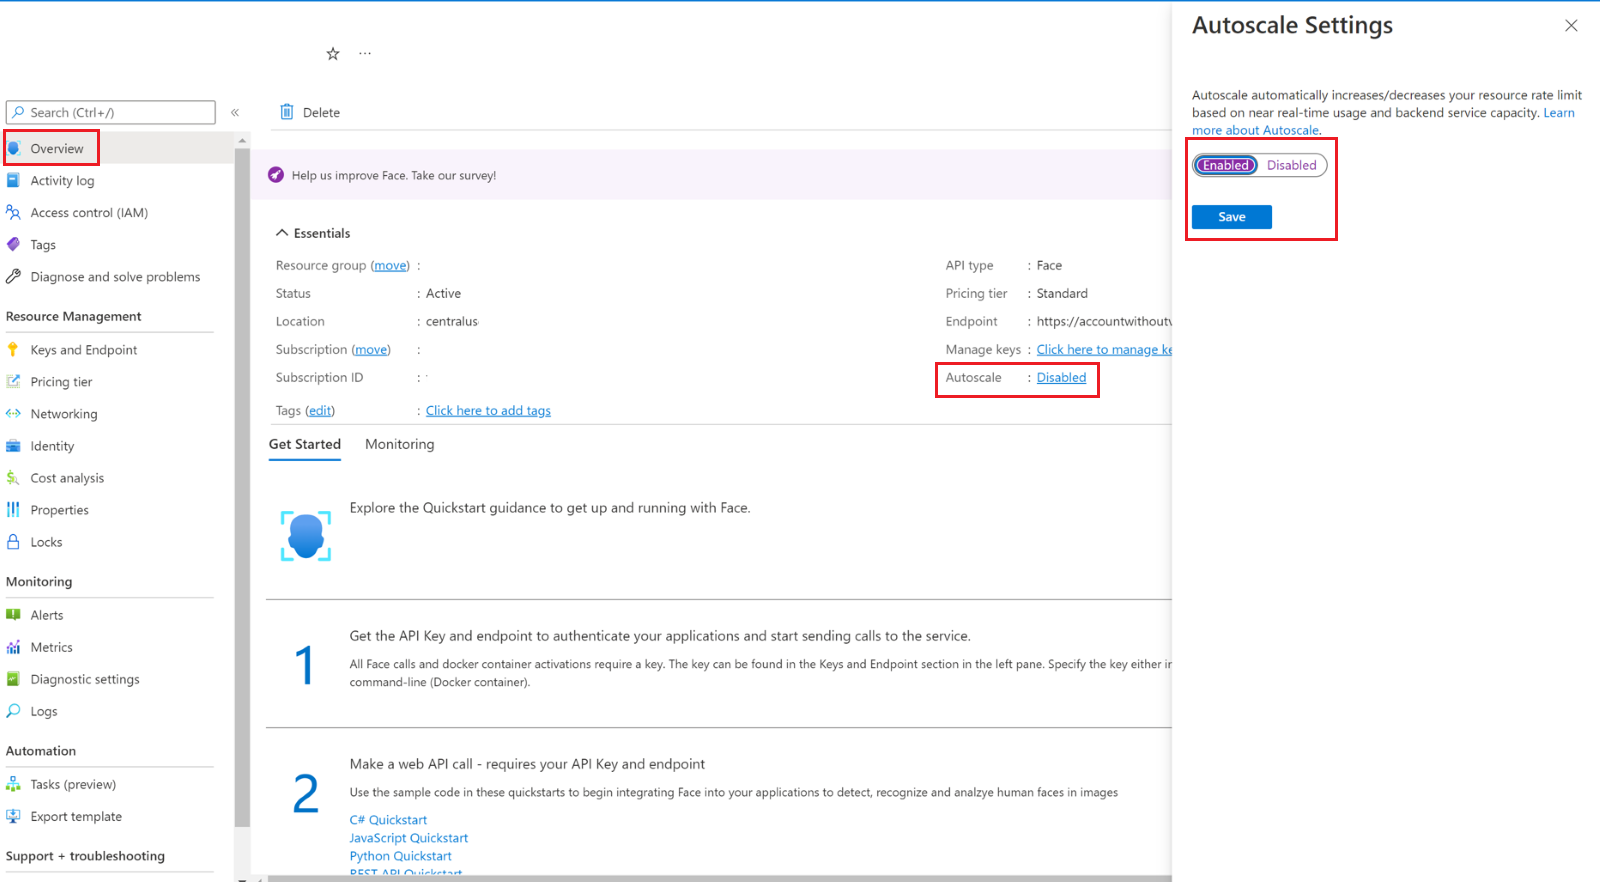 Search (Ctrl+/)
«
Overview
Activity log
Access control (IAM)
Tags
Diagnose and solve problems
Resource Management
Keys and Endpoint
Pricing tier
Networking
Identity
Cost analysis
Properties
Locks
Monitoring
Alerts
Metrics
Diagnostic settings
Logs
Automation
Tasks (preview)
Export template
Support + troubleshooting
...
Delete
Help us improve Face. Take our survey!
Essentials
Resource group (move) :
Status : Active
Location : centralus
Subscription (move) :
Subscription ID :
Tags (edit) : Click here to add tags
API type : Face
Pricing tier : Standard
Endpoint : https://accountwithout
Manage keys : Click here to manage ke
Autoscale : Disabled
Get Started Monitoring
Explore the Quickstart guidance to get up and running with Face.
1
Get the API Key and endpoint to authenticate your applications and start sending calls to the service.
All Face calls and docker container activations require a key. The key can be found in the Keys and Endpoint section in the left pane. Specify the key either in
command-line (Docker container).
2
Make a web API call - requires your API Key and endpoint
Use the sample code in these quickstarts to begin integrating Face into your applications to detect, recognize and analzye human faces in images
C# Quickstart
JavaScript Quickstart
Python Quickstart
REST API Quickstart
Autoscale Settings
Autoscale automatically increases/decreases your resource rate limit
based on near real-time usage and backend service capacity. Learn
more about Autoscale.
Enabled Disabled
Save